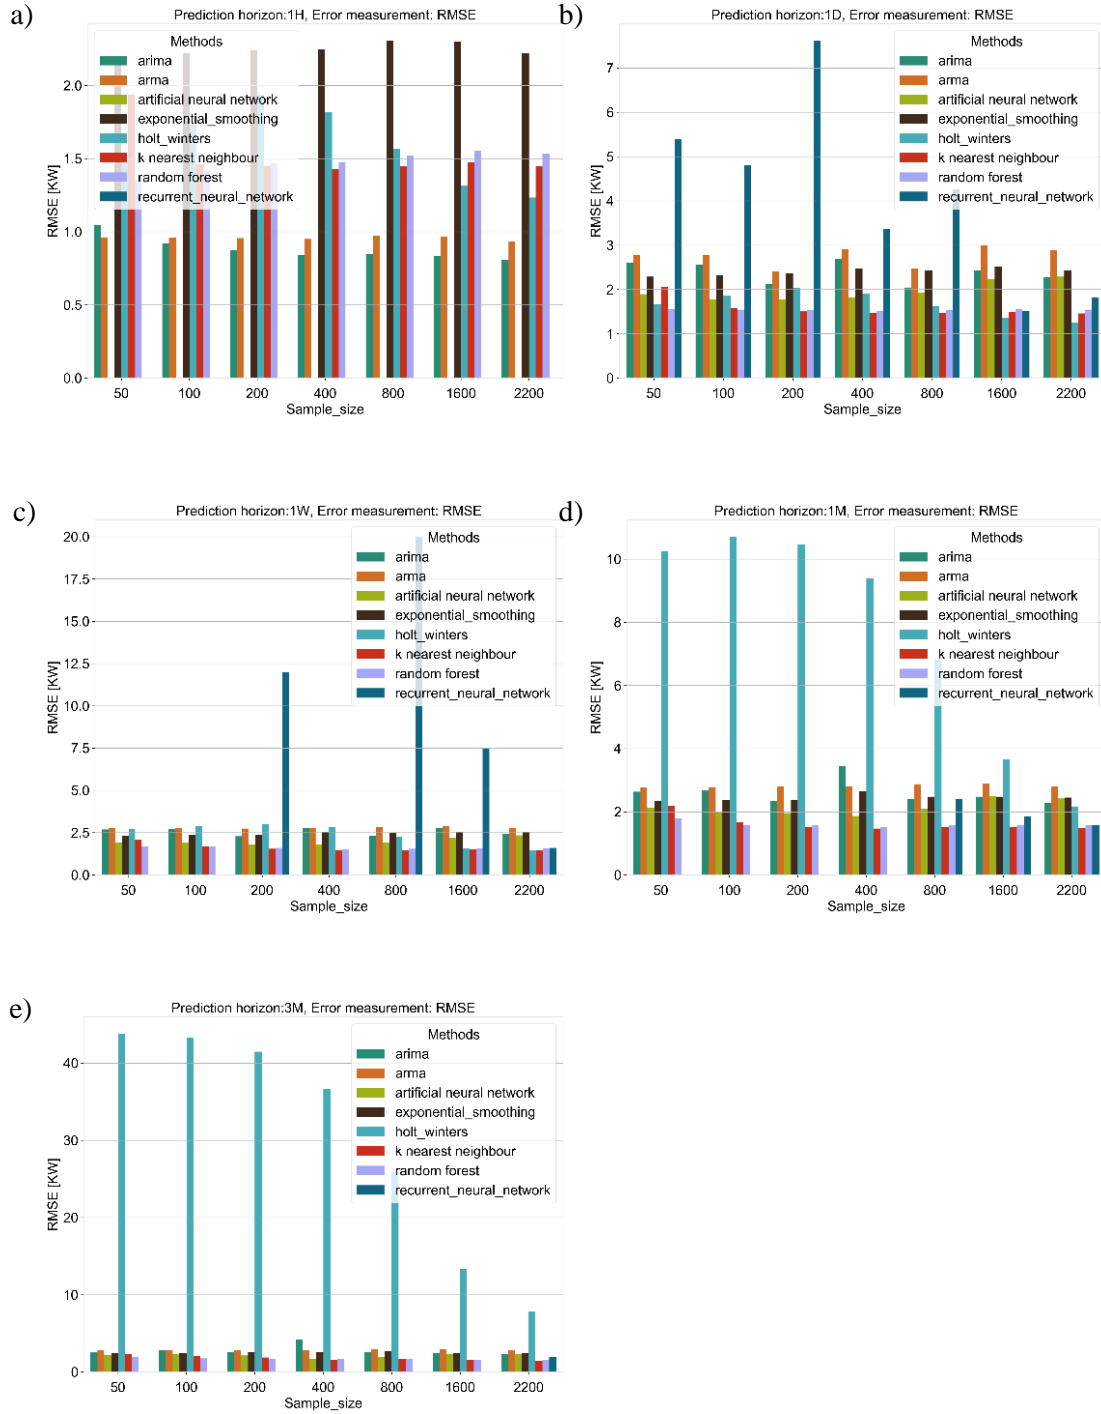 a)
Prediction horizon:1H, Error measurement: RMSE
RMSE [KW]
2.0
1.5
1.0
0.5
0.0
Methods
arima
arma
artificial neural network
exponential_smoothing
holt_winters
k nearest neighbour
random forest
recurrent_neural_network
50 100 200 400 800 1600 2200
Sample_size
b)
Prediction horizon:1D, Error measurement: RMSE
RMSE [KW]
7
6
5
4
3
2
1
0
Methods
arima
arma
artificial neural network
exponential_smoothing
holt_winters
k nearest neighbour
random forest
recurrent_neural_network
50 100 200 400 800 1600 2200
Sample_size
c)
Prediction horizon:1W, Error measurement: RMSE
RMSE [KW]
20.0
17.5
15.0
12.5
10.0
7.5
5.0
2.5
0.0
Methods
arima
arma
artificial neural network
exponential_smoothing
holt_winters
k nearest neighbour
random forest
recurrent_neural_network
50 100 200 400 800 1600 2200
Sample_size
d)
Prediction horizon:1M, Error measurement: RMSE
RMSE [KW]
10
8
6
4
2
0
Methods
arima
arma
artificial neural network
exponential_smoothing
holt_winters
k nearest neighbour
random forest
recurrent_neural_network
50 100 200 400 800 1600 2200
Sample_size
e)
Prediction horizon:3M, Error measurement: RMSE
RMSE [KW]
40
30
20
10
0
Methods
arima
arma
artificial neural network
exponential_smoothing
holt_winters
k nearest neighbour
random forest
recurrent_neural_network
50 100 200 400 800 1600 2200
Sample_size